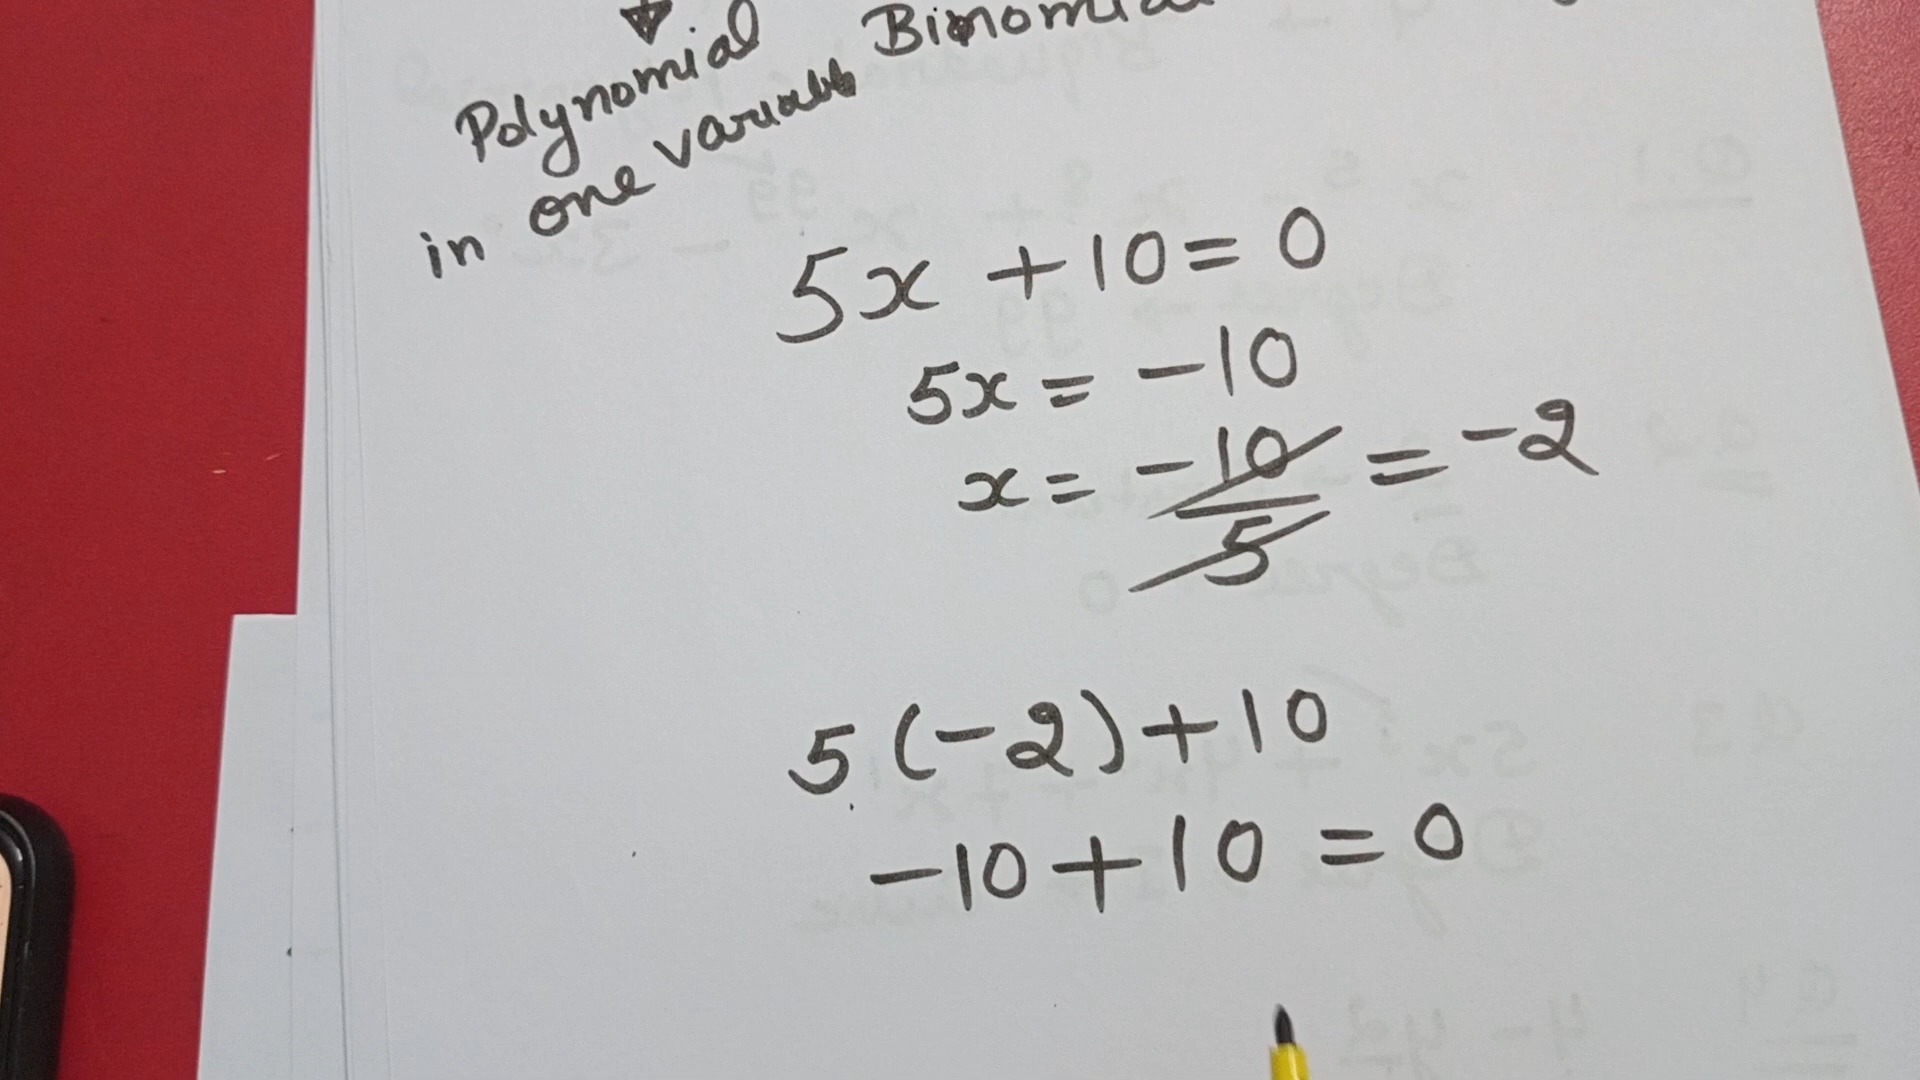 Polynomial Binomial
in one variable
5x + 10 = 0
5x = -10
x = -10/5 = -2
5(-2) + 10
-10 + 10 = 0